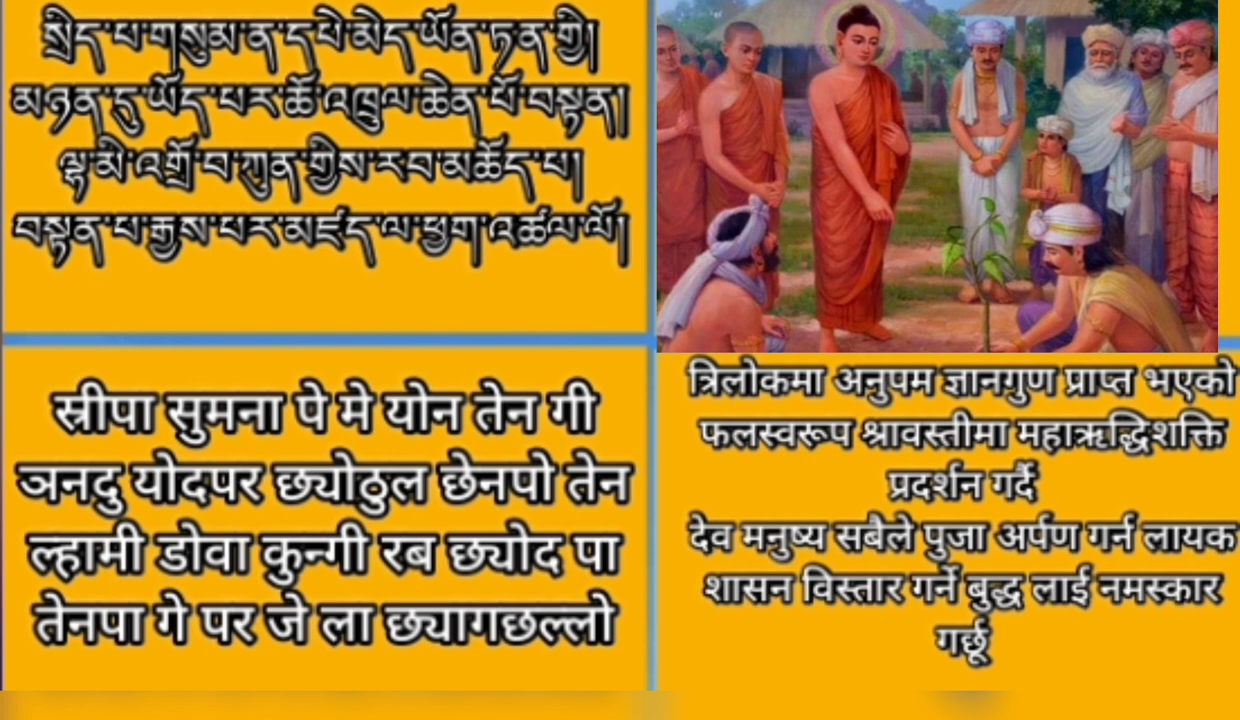 སྲིད་པ་གསུམ་ན་དཔེ་མེད་ཡོན་ཏན་གྱི།
མཉན་དུ་ཡོད་པར་ཆོ་འཕྲུལ་ཆེན་པོ་བསྟན།
ལྷ་མི་འགྲོ་བ་ཀུན་གྱིས་རབ་མཆོད་པ།
བསྟན་པ་རྒྱས་པར་མཛད་ལ་ཕྱག་འཚལ་ལོ།
स्रीपा सुमना पे मे योन तेन गी
ञनदु योदपर छ्योठुल छेनपो तेन
ल्हामी डोवा कुन्गी रब छ्योद पा
तेनपा गे पर जे ला छ्यागछल्लो
त्रिलोकमा अनुपम ज्ञानगुण प्राप्त भएको
फलस्वरूप श्रावस्तीमा महाऋद्धिशक्ति
प्रदर्शन गर्दै
देव मनुष्य सबैले पुजा अर्पण गर्न लायक
शासन विस्तार गर्ने बुद्ध लाई नमस्कार
गर्छू